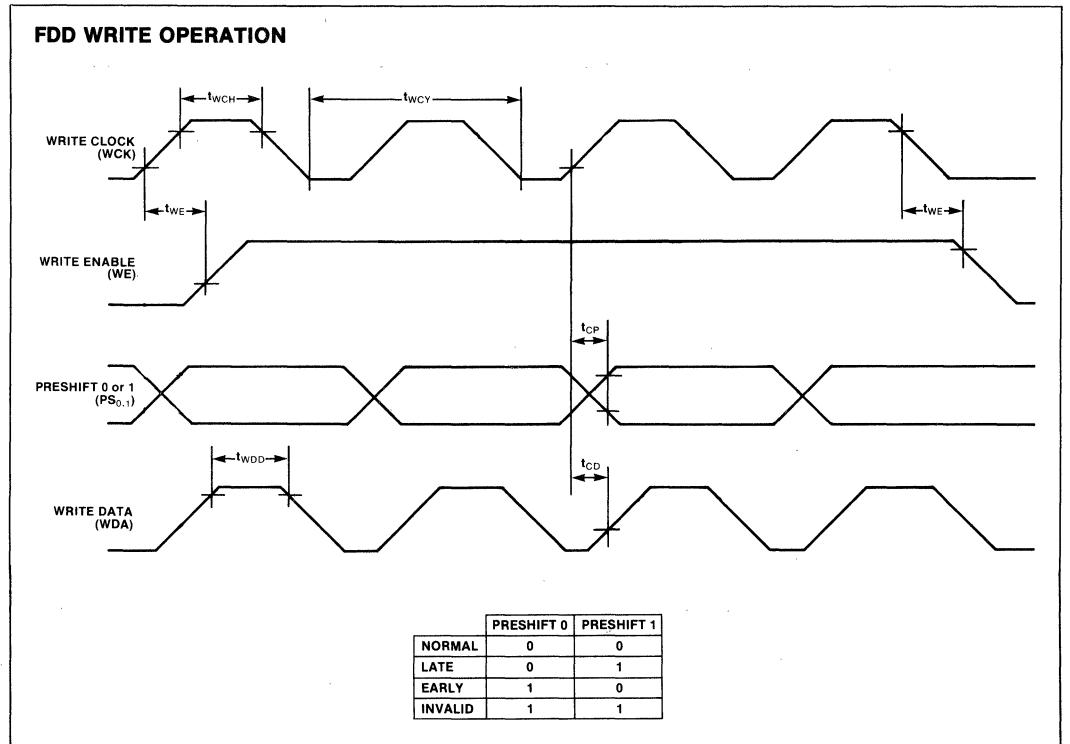 FDD WRITE OPERATION
tWCH
tWCY
WRITE CLOCK
(WCK)
tWE
tWE
WRITE ENABLE
(WE)
tCP
PRESHIFT 0 or 1
(PS0,1)
tWDD
tCD
WRITE DATA
(WDA)
PRESHIFT 0 PRESHIFT 1
NORMAL 0 0
LATE 0 1
EARLY 1 0
INVALID 1 1